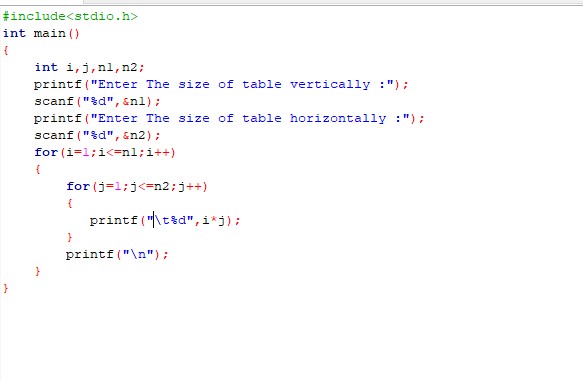 #include<stdio.h>
int main()
{
    int i,j,n1,n2;
    printf("Enter The size of table vertically :");
    scanf("%d",&n1);
    printf("Enter The size of table horizontally :");
    scanf("%d",&n2);
    for(i=1;i<=n1;i++)
    {
        for(j=1;j<=n2;j++)
        {
           printf("\t%d",i*j);
        }
        printf("\n");
    }
}